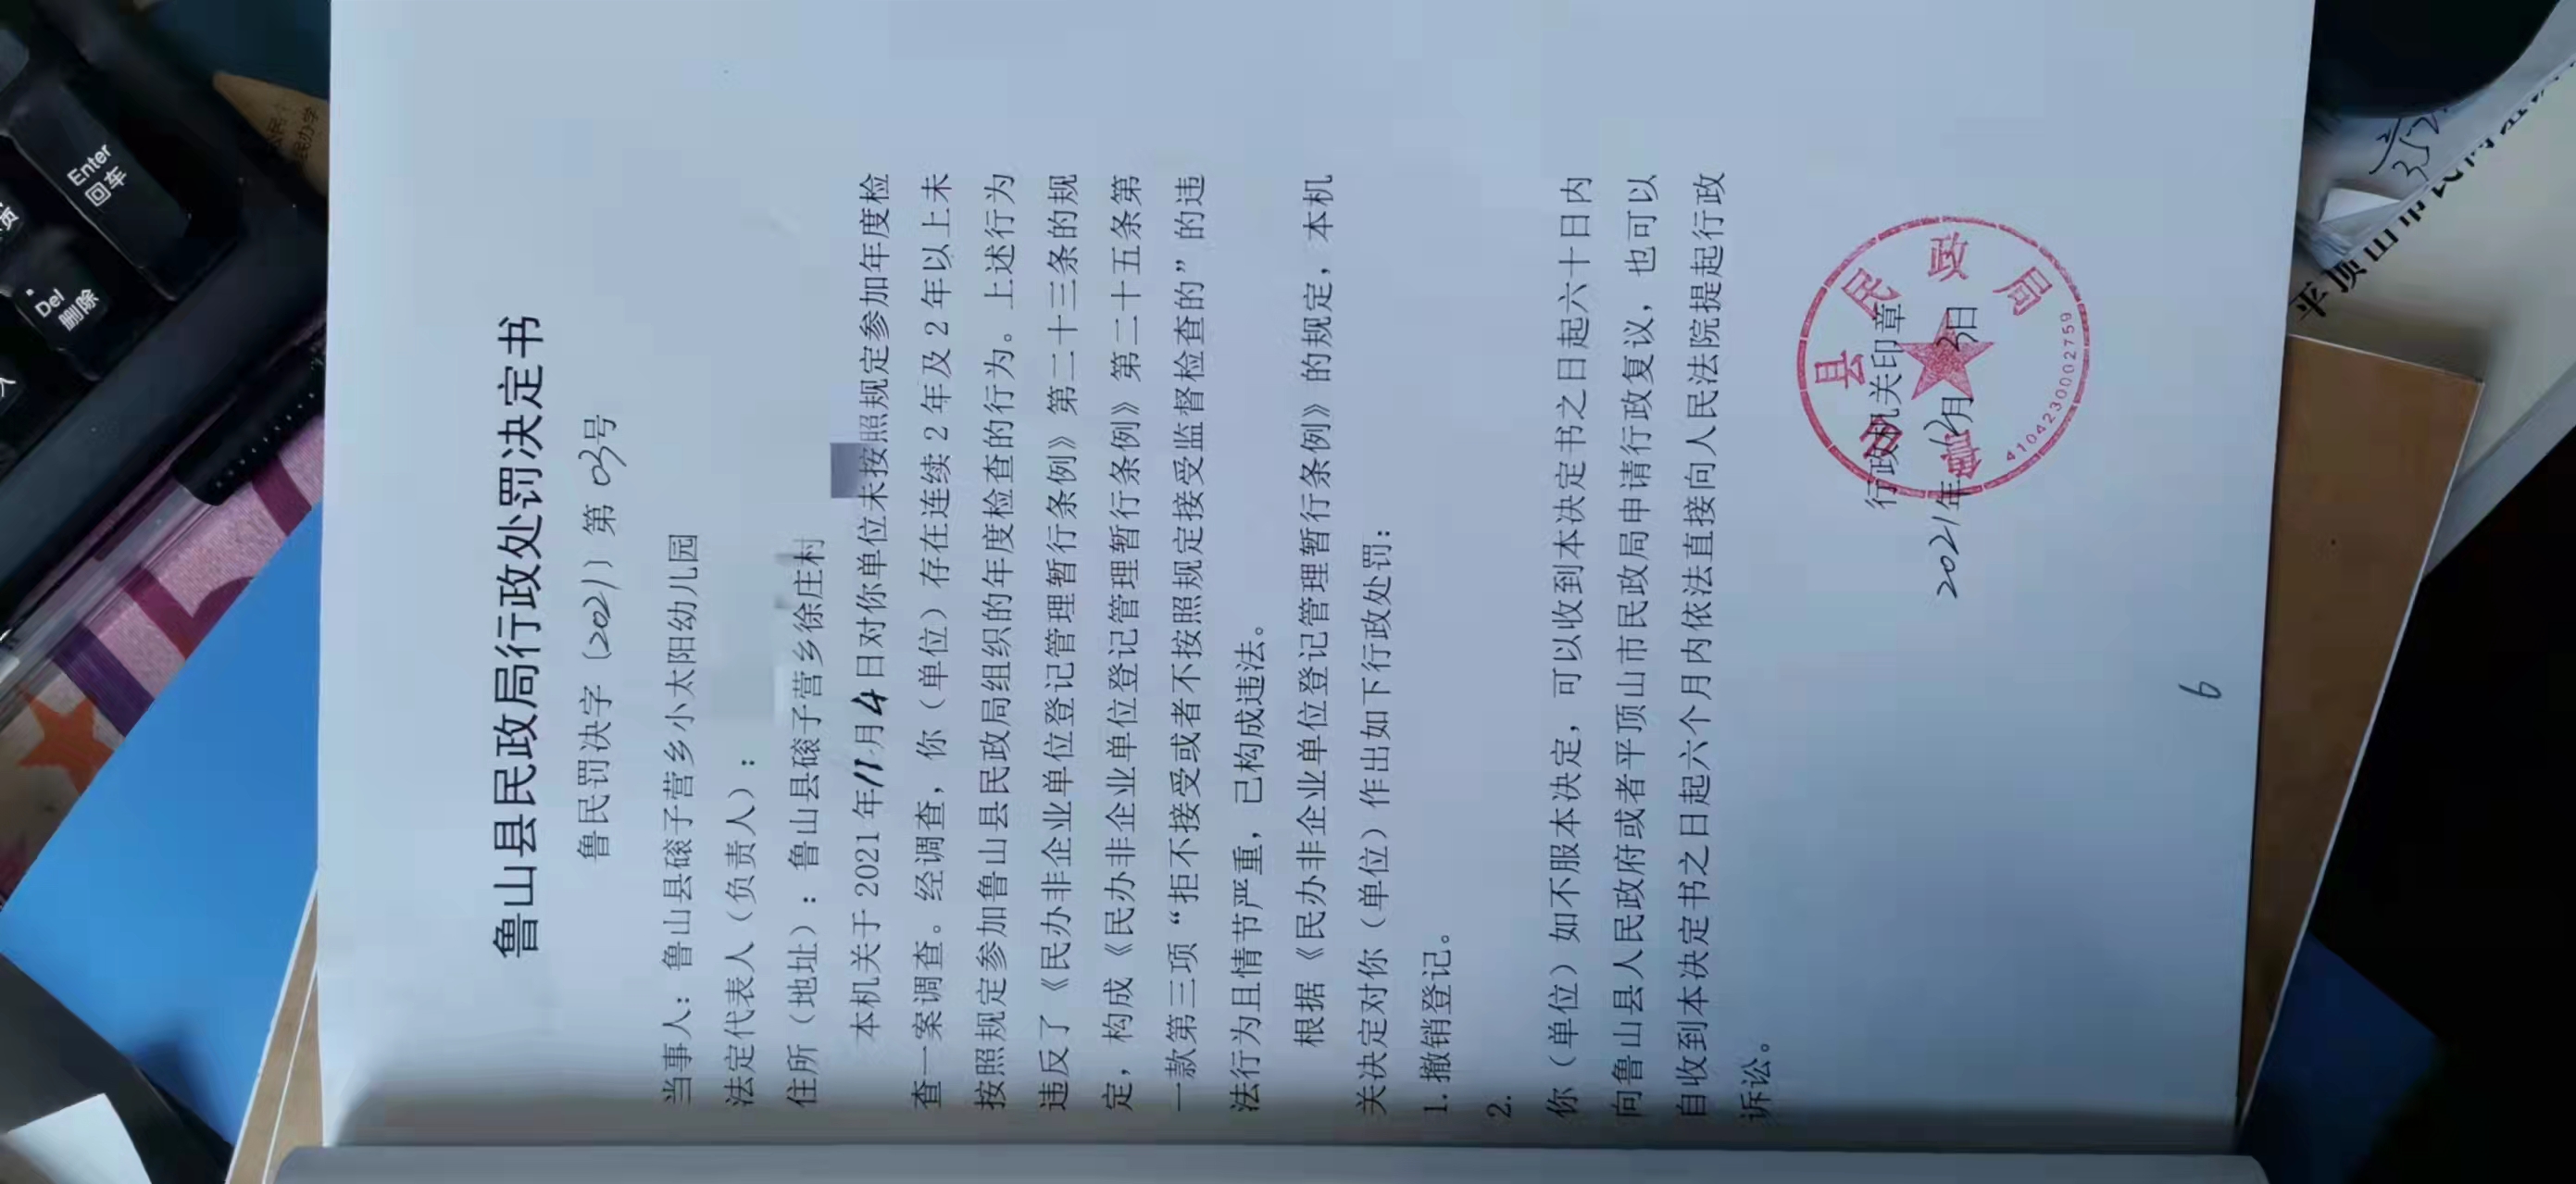 鲁山县民政局行政处罚决定书
鲁民罚决字〔2021〕第 03号
当事人：鲁山县磙子营乡小太阳幼儿园
法定代表人（负责人）：
住所（地址）：鲁山县磙子营乡徐庄村
本机关于 2021 年11月4日对你单位未按照规定参加年度检
查一案调查。经调查，你（单位）存在连续 2 年及 2 年以上未
按照规定参加鲁山县民政局组织的年度检查的行为。上述行为
违反了《民办非企业单位登记管理暂行条例》第二十三条的规
定，构成《民办非企业单位登记管理暂行条例》第二十五条第
一款第三项“拒不接受或者不按照规定接受监督检查的”的违
法行为且情节严重，已构成违法。
根据《民办非企业单位登记管理暂行条例》的规定，本机
关决定对你（单位）作出如下行政处罚：
1.撤销登记。
2.
你（单位）如不服本决定，可以收到本决定书之日起六十日内
向鲁山县人民政府或者平顶山市民政局申请行政复议，也可以
自收到本决定书之日起六个月内依法直接向人民法院提起行政
诉讼。
行政机关印章
2021年 月 日
鲁山县民政局
4104230002759
6
Enter
回车
Del
删除
页
民办学
平顶山市民